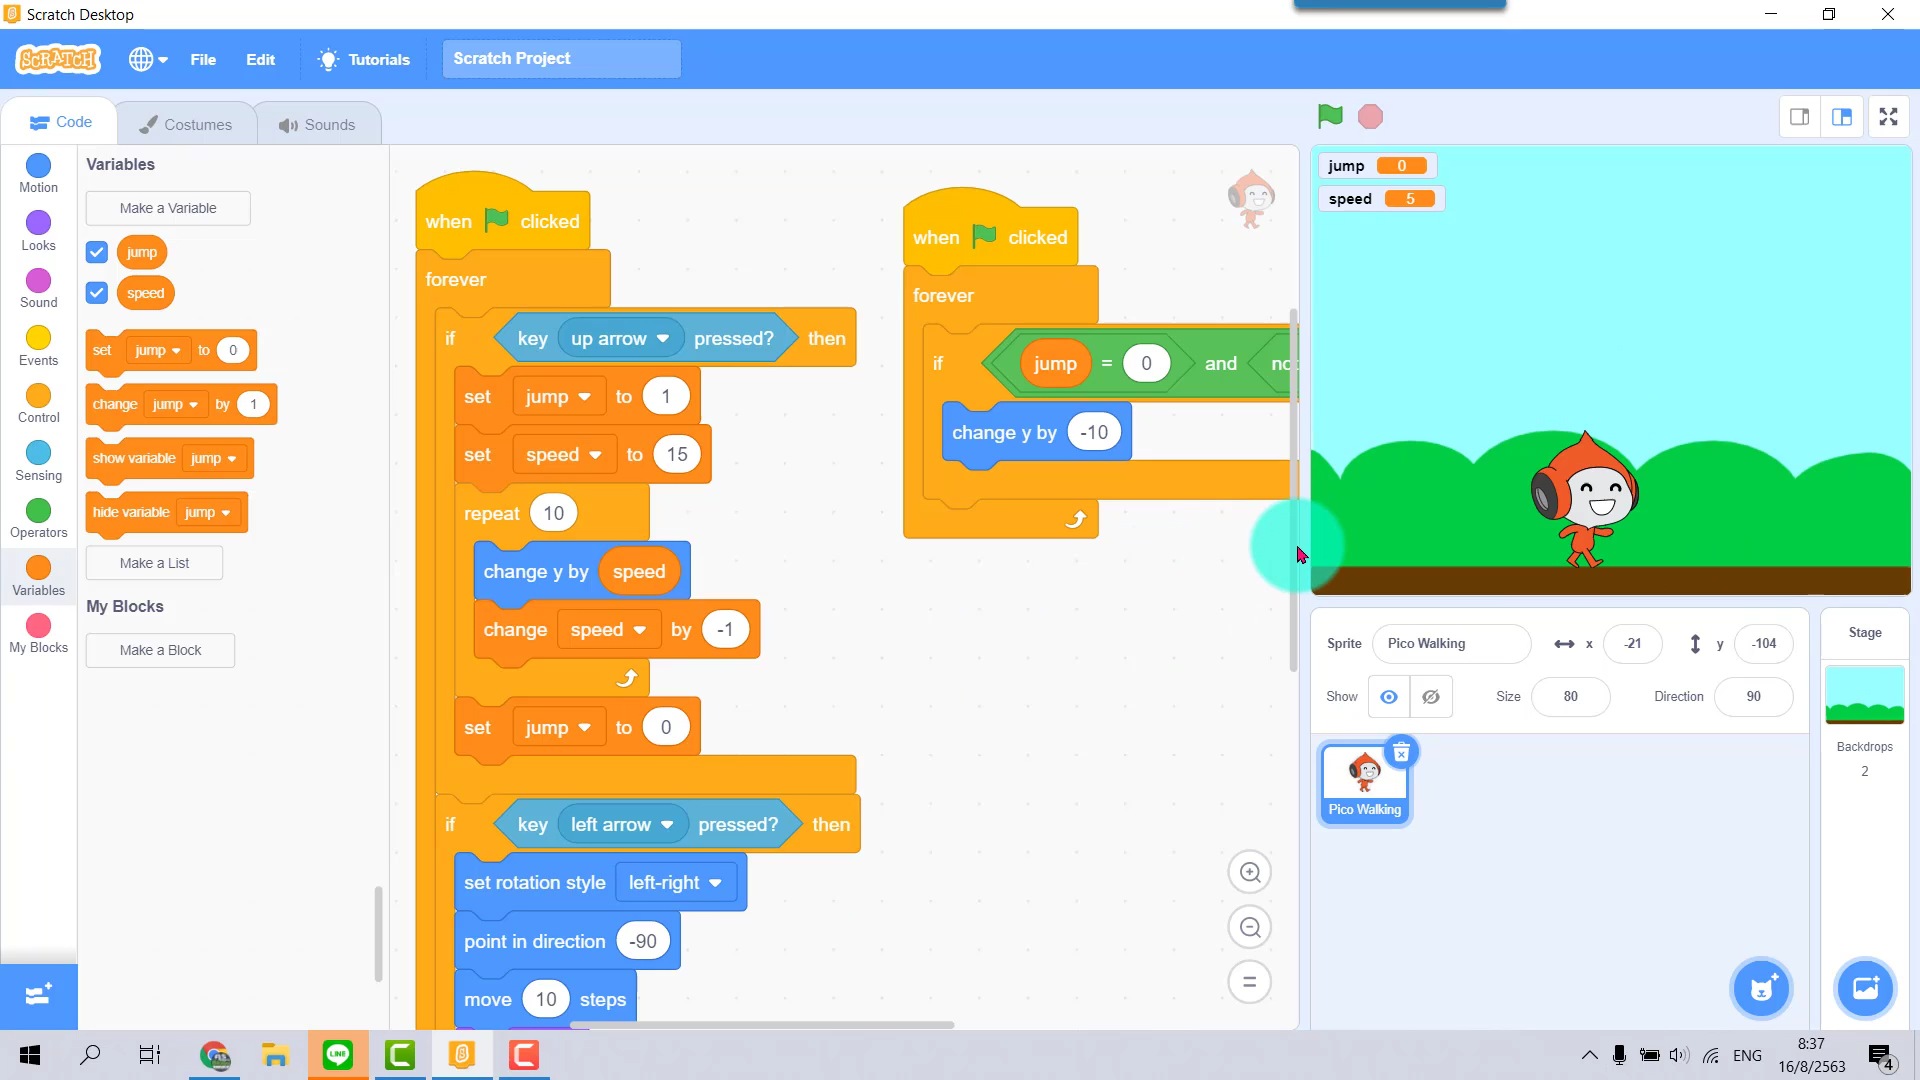 Scratch Desktop
SCRATCH
File
Edit
Tutorials
Scratch Project
Code
Costumes
Sounds
Motion
Looks
Sound
Events
Control
Sensing
Operators
Variables
My Blocks
Variables
Make a Variable
jump
speed
set jump to 0
change jump by 1
show variable jump
hide variable jump
Make a List
My Blocks
Make a Block
when clicked
forever
if key up arrow pressed? then
set jump to 1
set speed to 15
repeat 10
change y by speed
change speed by -1
set jump to 0
if key left arrow pressed? then
set rotation style left-right
point in direction -90
move 10 steps
when clicked
forever
if jump = 0 and no
change y by -10
jump 0
speed 5
Sprite Pico Walking x -21 y -104
Show Size 80 Direction 90
Pico Walking
Stage
Backdrops
2
LINE
ENG
8:37
16/8/2563
4